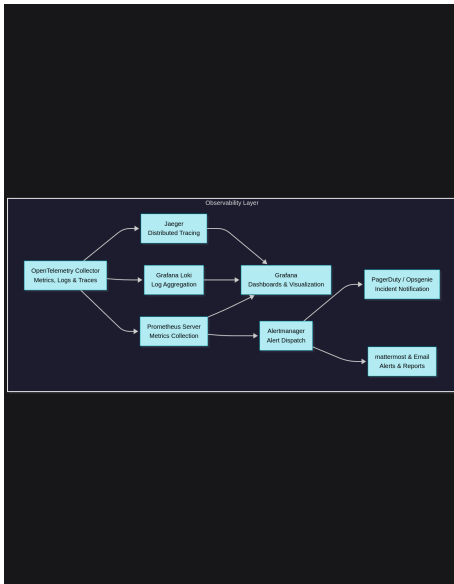 Observability Layer
Jaeger
Distributed Tracing
OpenTelemetry Collector
Metrics, Logs & Traces
Grafana Loki
Log Aggregation
Grafana
Dashboards & Visualization
PagerDuty / Opsgenie
Incident Notification
Prometheus Server
Metrics Collection
Alertmanager
Alert Dispatch
mattermost & Email
Alerts & Reports